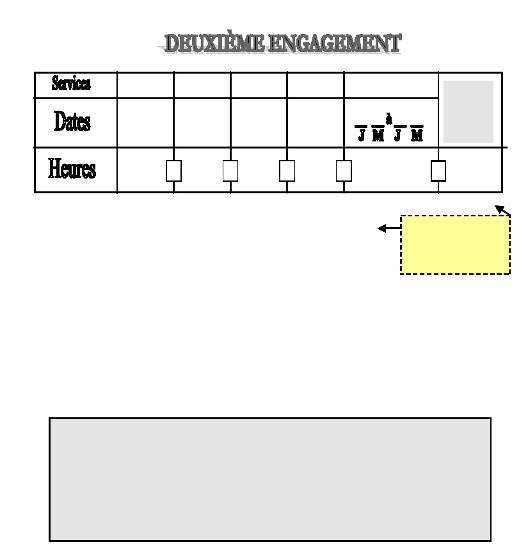 DEUXIÈME ENGAGEMENT
Services
Dates
à
J M J M
Heures